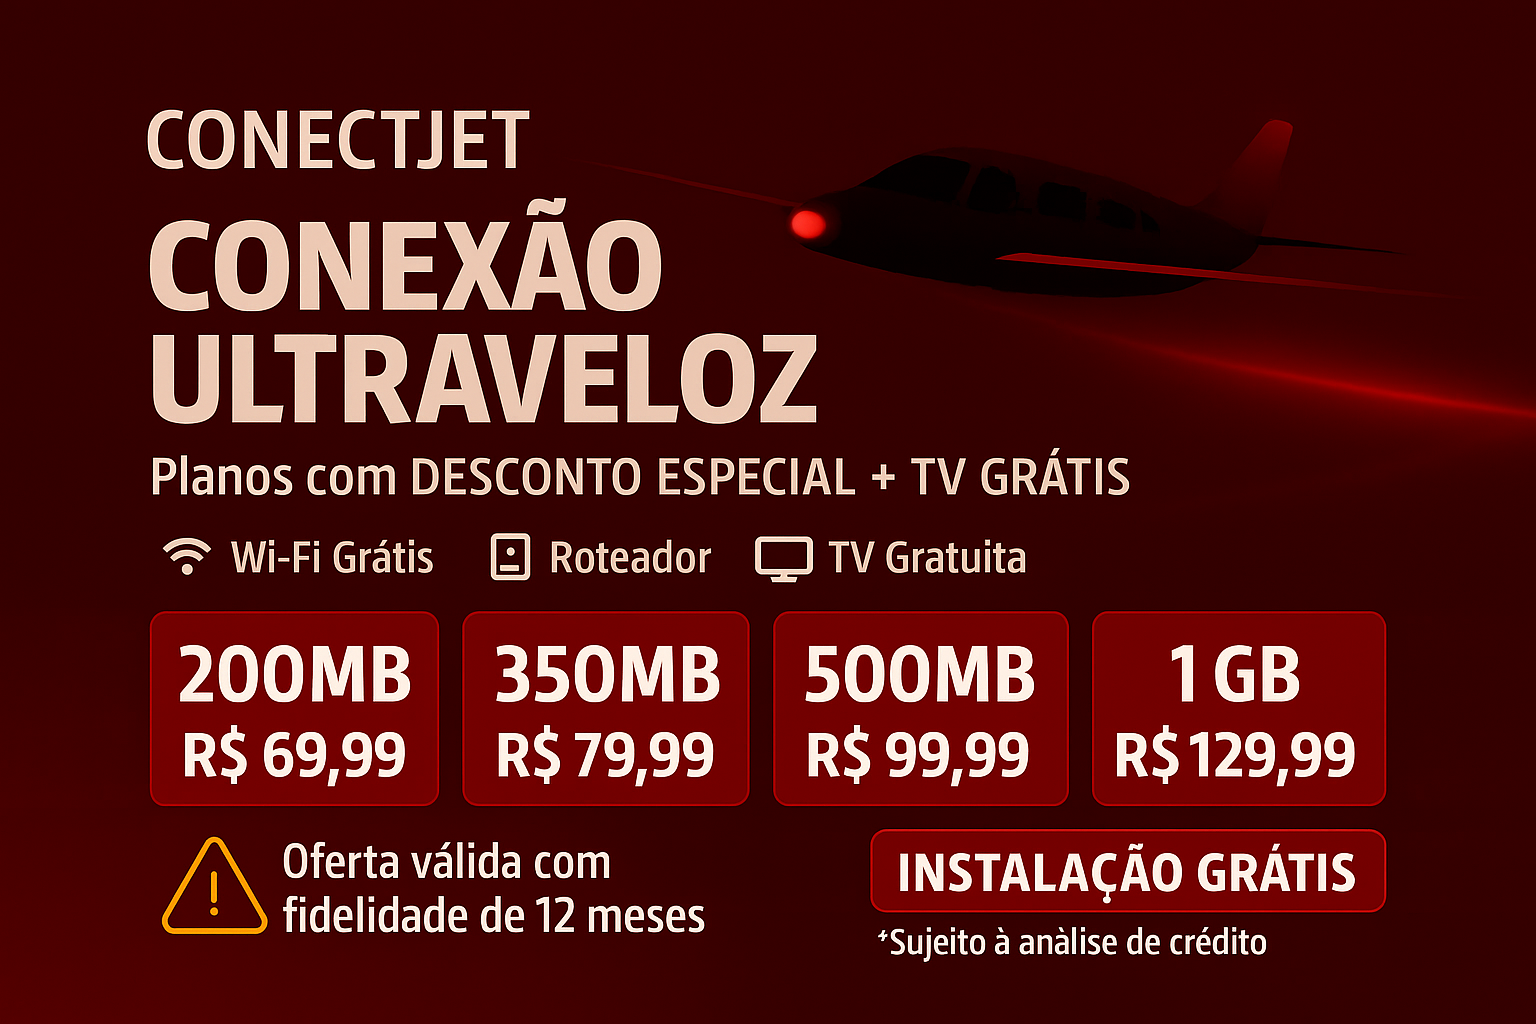 CONECTJET
CONEXÃO
ULTRAVELOZ
Planos com DESCONTO ESPECIAL + TV GRÁTIS
Wi-Fi Grátis
Roteador
TV Gratuita
200MB
R$ 69,99
350MB
R$ 79,99
500MB
R$ 99,99
1 GB
R$ 129,99
Oferta válida com
fidelidade de 12 meses
INSTALAÇÃO GRÁTIS
*Sujeito à anàlise de crédito